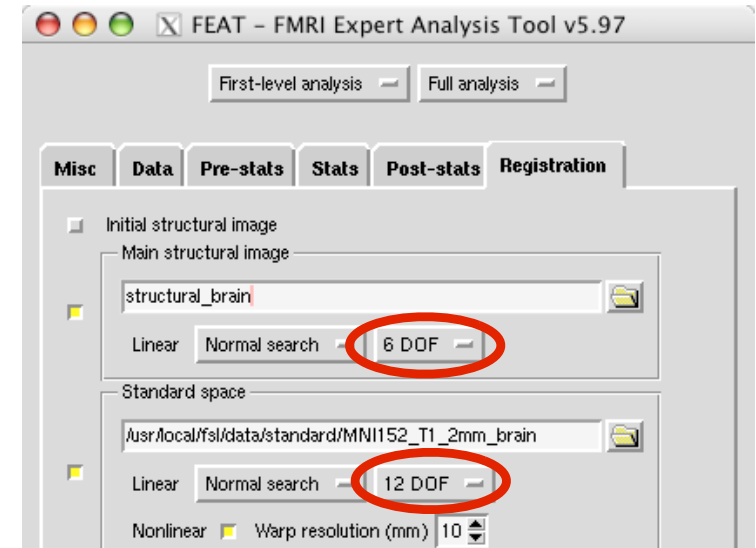 FEAT – FMRI Expert Analysis Tool v5.97
First-level analysis Full analysis
Misc Data Pre-stats Stats Post-stats Registration
Initial structural image
Main structural image
structural_brain
Linear Normal search 6 DOF
Standard space
/usr/local/fsl/data/standard/MNI152_T1_2mm_brain
Linear Normal search 12 DOF
Nonlinear Warp resolution (mm) 10